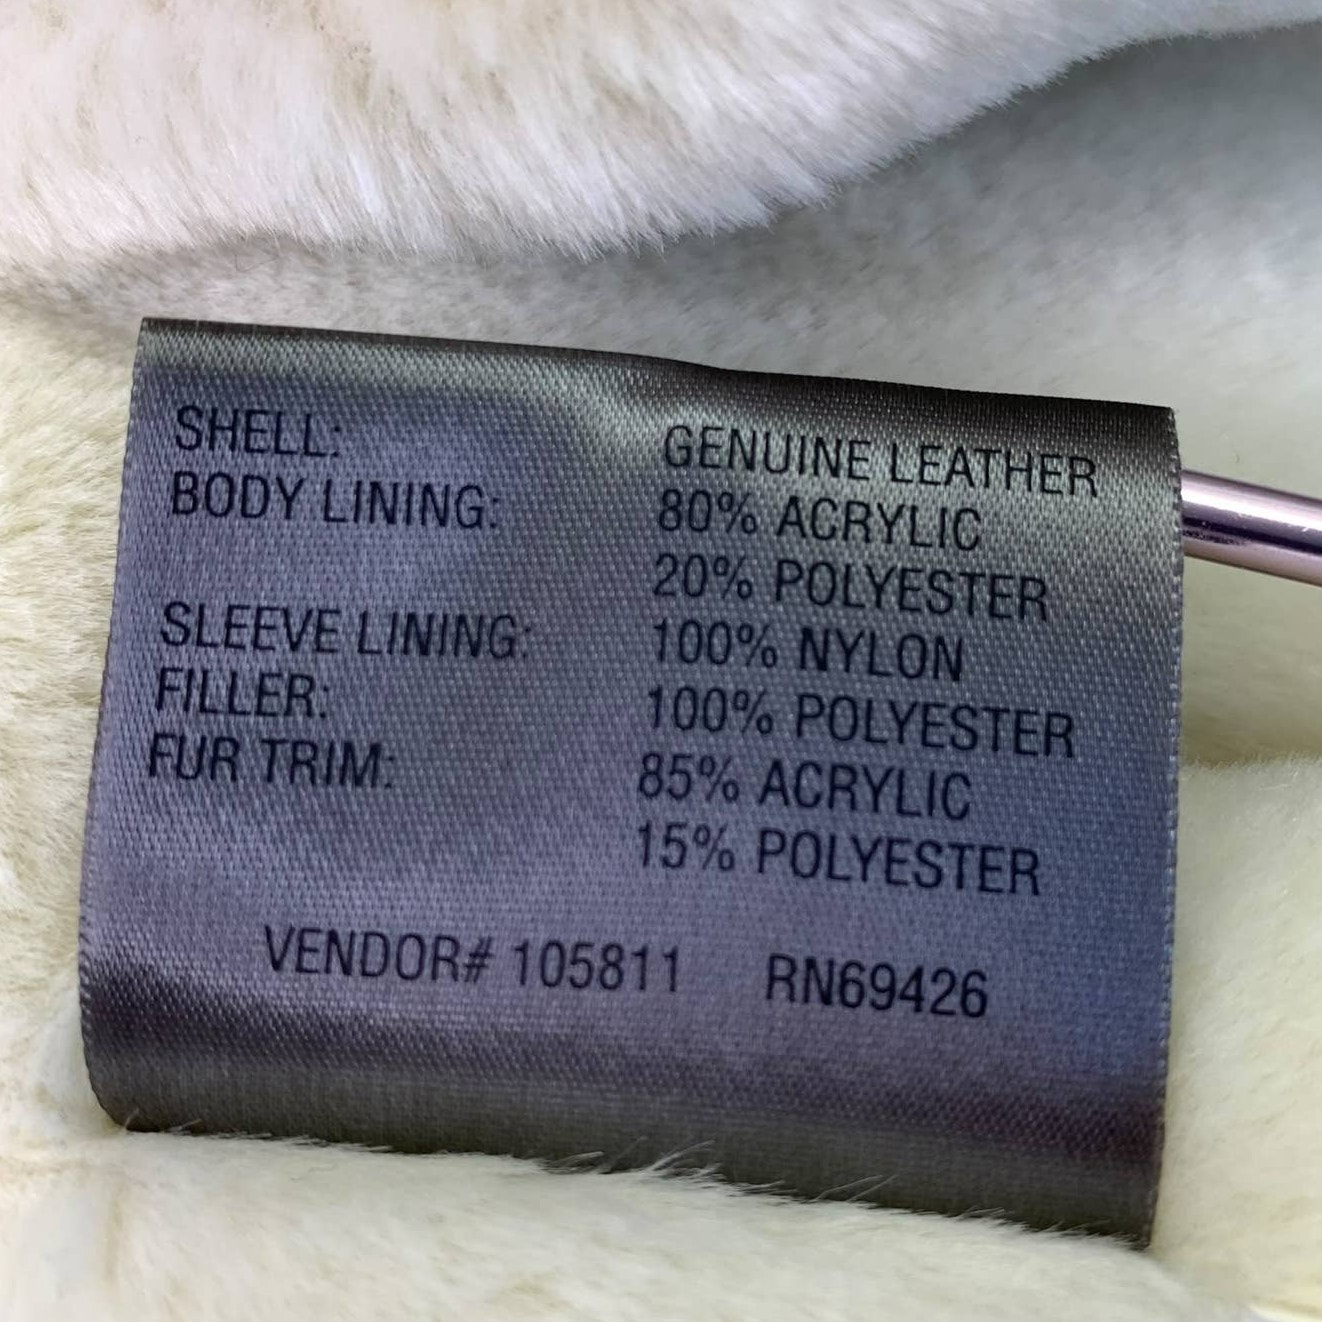 SHELL: GENUINE LEATHER
BODY LINING: 80% ACRYLIC
20% POLYESTER
SLEEVE LINING: 100% NYLON
FILLER: 100% POLYESTER
FUR TRIM: 85% ACRYLIC
15% POLYESTER
VENDOR# 105811 RN69426